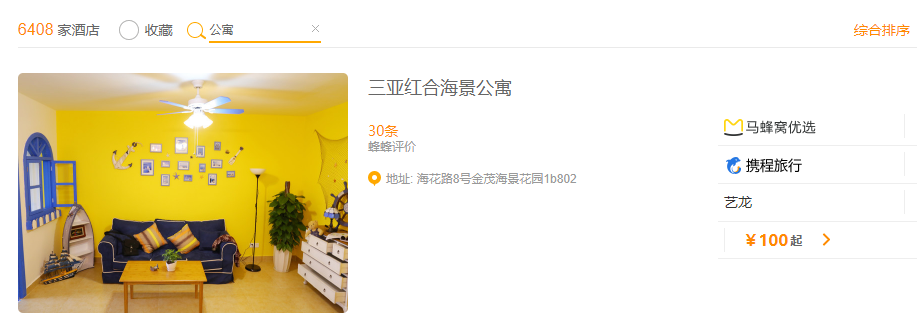 6408 家酒店 收藏 公寓 × 综合排序
三亚红合海景公寓
30条
蜂蜂评价
地址: 海花路8号金茂海景花园1b802
马蜂窝优选
携程旅行
艺龙
¥100起